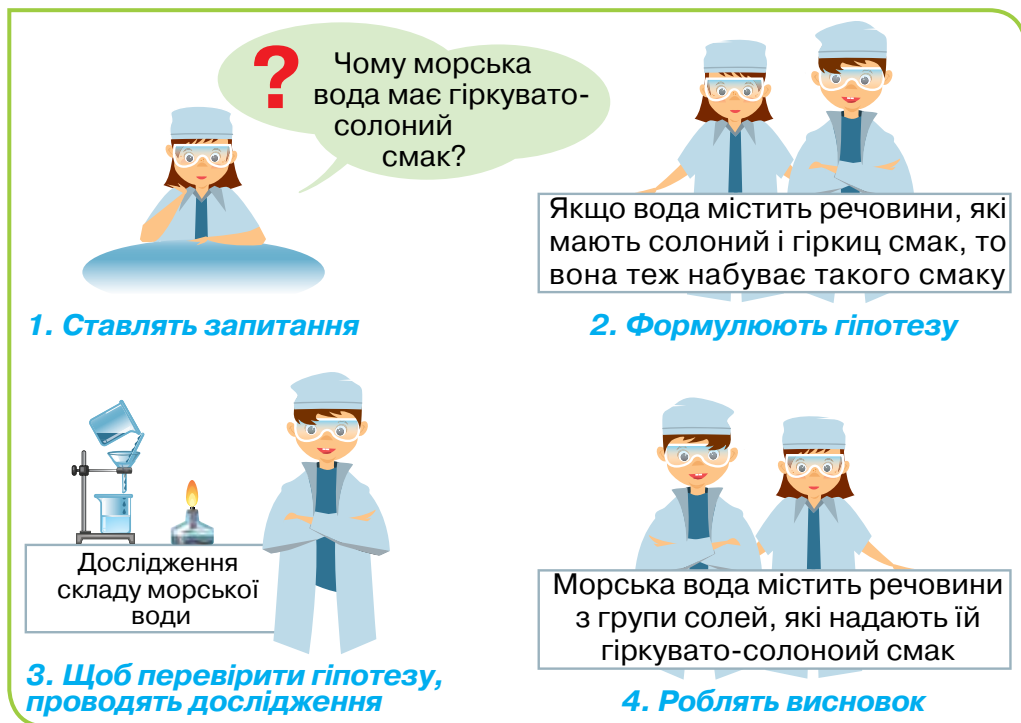 ?
Чому морська
вода має гіркувато-
солоний
смак?
1. Ставлять запитання
Якщо вода містить речовини, які
мають солоний і гіркиц смак, то
вона теж набуває такого смаку
2. Формулюють гіпотезу
Дослідження
складу морської
води
3. Щоб перевірити гіпотезу,
проводять дослідження
Морська вода містить речовини
з групи солей, які надають їй
гіркувато-солоноий смак
4. Роблять висновок